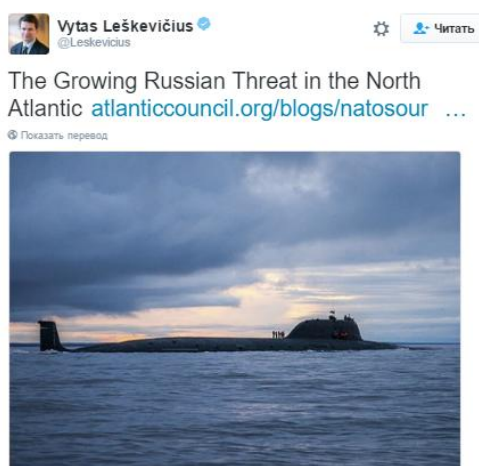 Vytas Leškevičius
@Leskevicius
Читать
The Growing Russian Threat in the North
Atlantic atlanticcouncil.org/blogs/natosour ...
Показать перевод